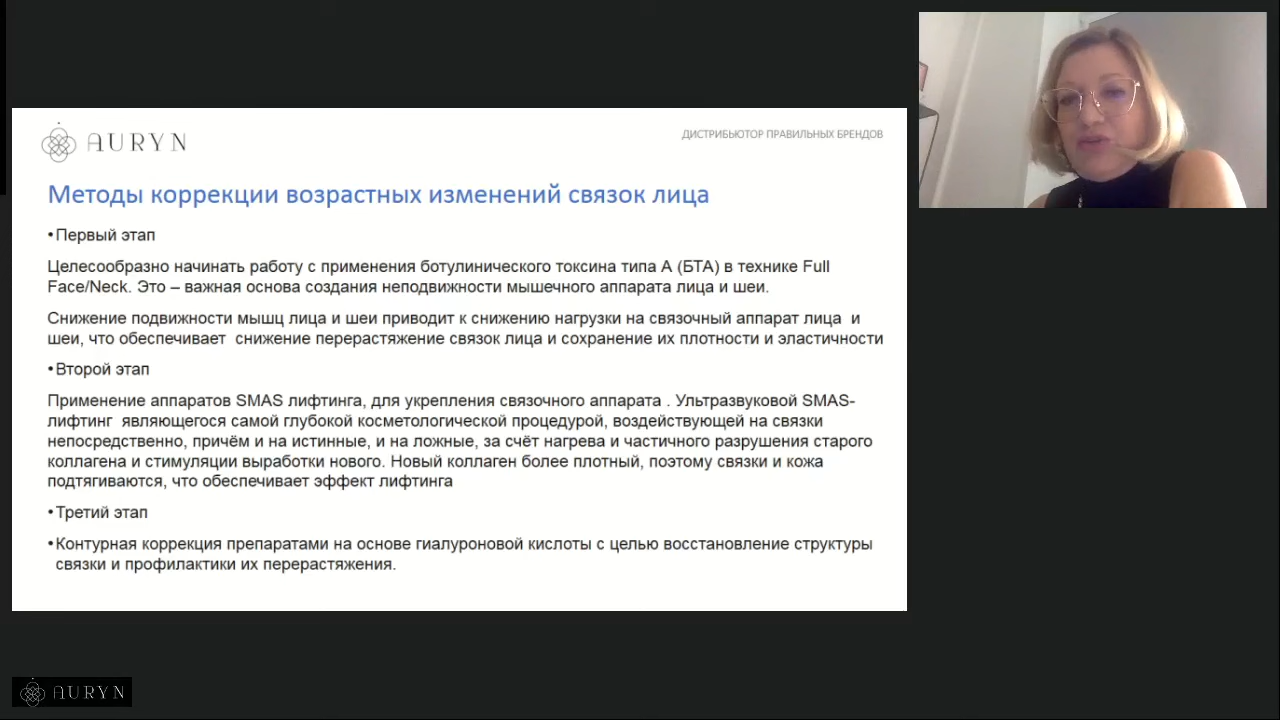 AURYN
ДИСТРИБЬЮТОР ПРАВИЛЬНЫХ БРЕНДОВ
Методы коррекции возрастных изменений связок лица
•Первый этап
Целесообразно начинать работу с применения ботулинического токсина типа А (БТА) в технике Full
Face/Neck. Это – важная основа создания неподвижности мышечного аппарата лица и шеи.
Снижение подвижности мышц лица и шеи приводит к снижению нагрузки на связочный аппарат лица и
шеи, что обеспечивает снижение перерастяжение связок лица и сохранение их плотности и эластичности
•Второй этап
Применение аппаратов SMAS лифтинга, для укрепления связочного аппарата . Ультразвуковой SMAS-
лифтинг являющегося самой глубокой косметологической процедурой, воздействующей на связки
непосредственно, причём и на истинные, и на ложные, за счёт нагрева и частичного разрушения старого
коллагена и стимуляции выработки нового. Новый коллаген более плотный, поэтому связки и кожа
подтягиваются, что обеспечивает эффект лифтинга
•Третий этап
•Контурная коррекция препаратами на основе гиалуроновой кислоты с целью восстановление структуры
связки и профилактики их перерастяжения.
AURYN